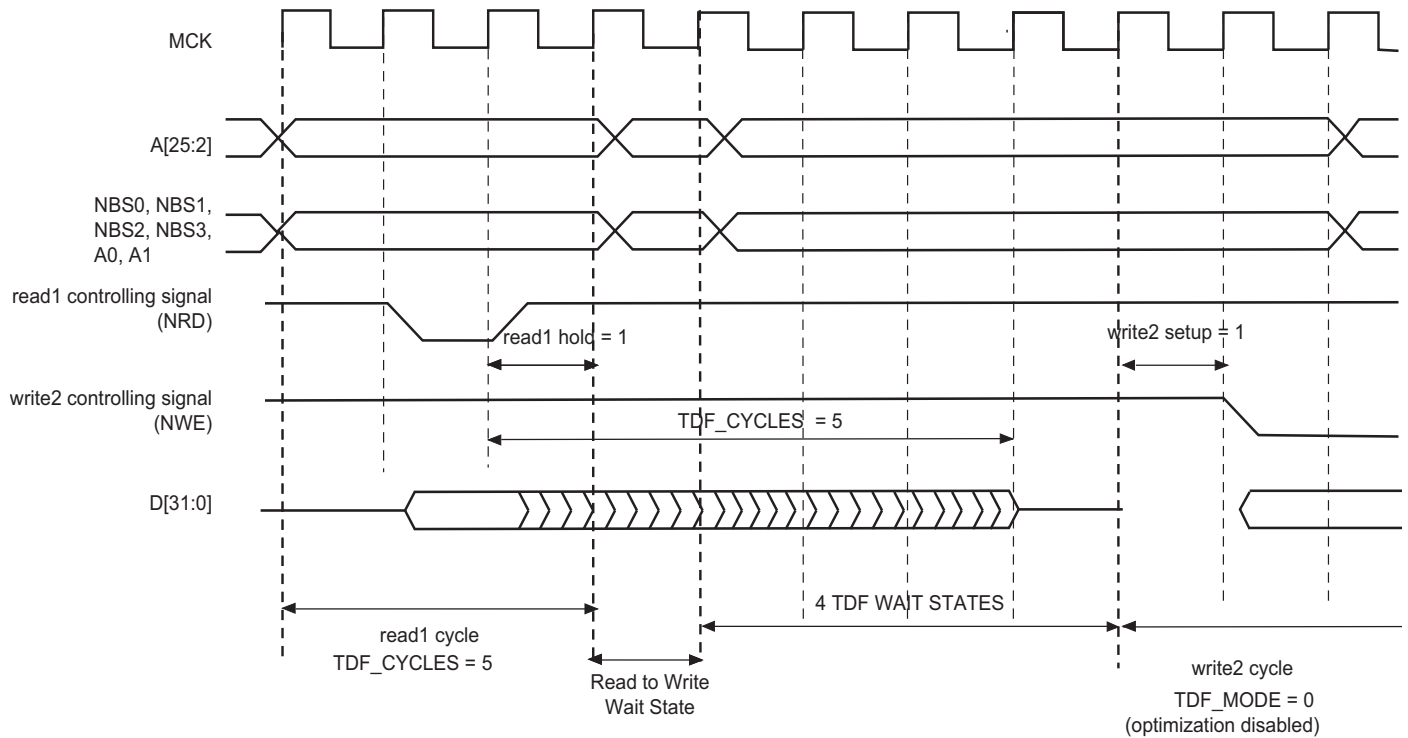 MCK
A[25:2]
NBS0, NBS1,
NBS2, NBS3,
A0, A1
read1 controlling signal
(NRD)
read1 hold = 1
write2 setup = 1
write2 controlling signal
(NWE)
TDF_CYCLES = 5
D[31:0]
4 TDF WAIT STATES
read1 cycle
TDF_CYCLES = 5
Read to Write
Wait State
write2 cycle
TDF_MODE = 0
(optimization disabled)